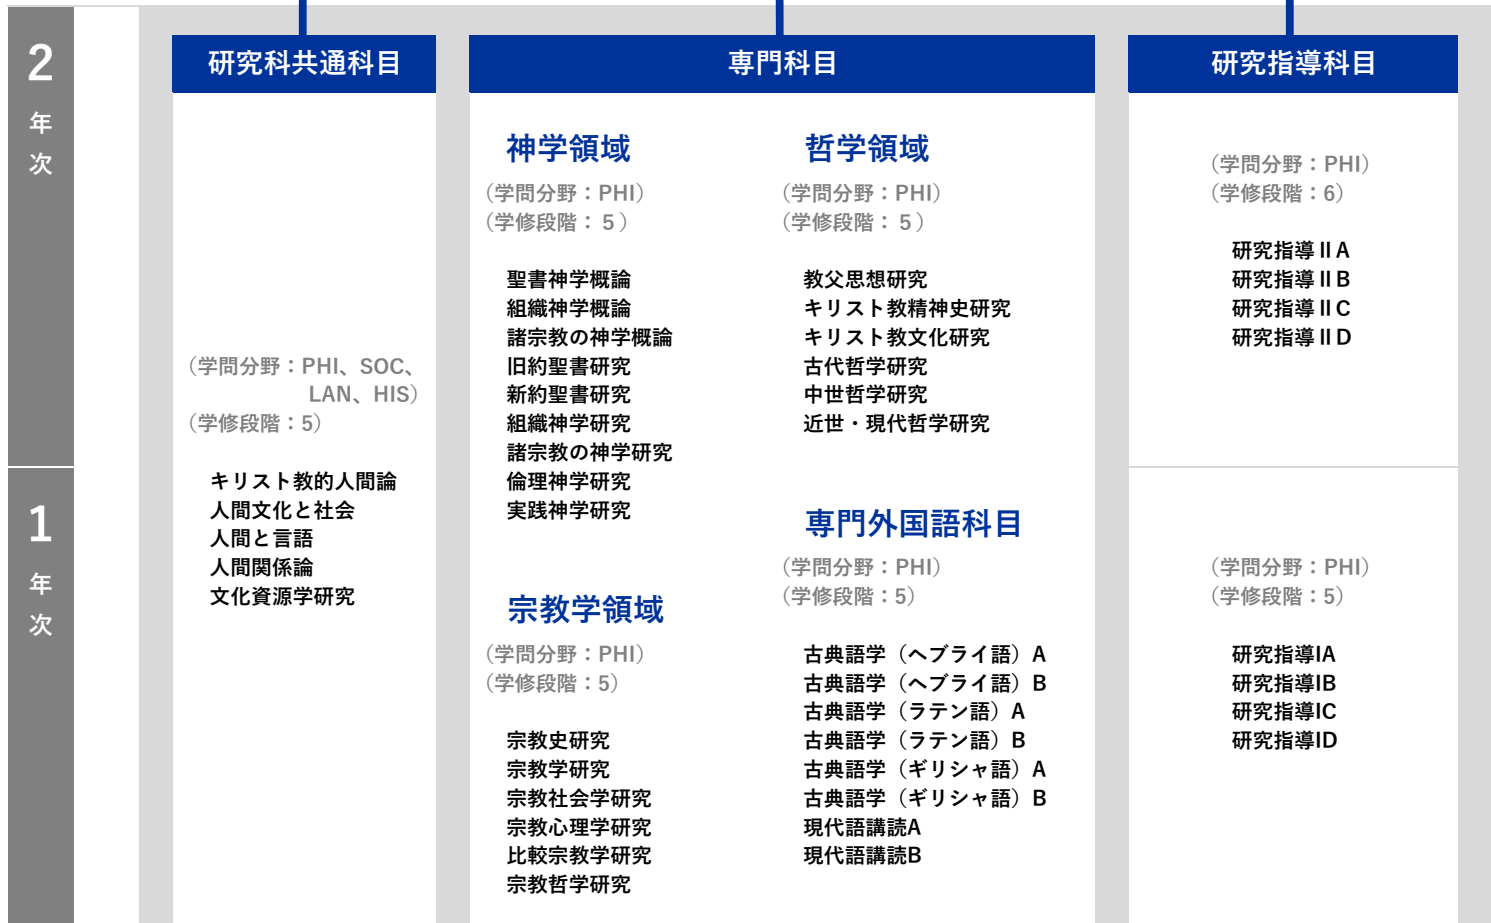 2
年
次
1
年
次
研究科共通科目
（学問分野：PHI、SOC、
LAN、HIS）
（学修段階：5）
キリスト教的人間論
人間文化と社会
人間と言語
人間関係論
文化資源学研究
専門科目
神学領域
（学問分野：PHI）
（学修段階：５）
聖書神学概論
組織神学概論
諸宗教の神学概論
旧約聖書研究
新約聖書研究
組織神学研究
諸宗教の神学研究
倫理神学研究
実践神学研究
宗教学領域
（学問分野：PHI）
（学修段階：5）
宗教史研究
宗教学研究
宗教社会学研究
宗教心理学研究
比較宗教学研究
宗教哲学研究
哲学領域
（学問分野：PHI）
（学修段階：５）
教父思想研究
キリスト教精神史研究
キリスト教文化研究
古代哲学研究
中世哲学研究
近世・現代哲学研究
専門外国語科目
（学問分野：PHI）
（学修段階：5）
古典語学（ヘブライ語）A
古典語学（ヘブライ語）B
古典語学（ラテン語）A
古典語学（ラテン語）B
古典語学（ギリシャ語）A
古典語学（ギリシャ語）B
現代語講読A
現代語講読B
研究指導科目
（学問分野：PHI）
（学修段階：6）
研究指導ⅡA
研究指導ⅡB
研究指導ⅡC
研究指導ⅡD
（学問分野：PHI）
（学修段階：5）
研究指導IA
研究指導IB
研究指導IC
研究指導ID